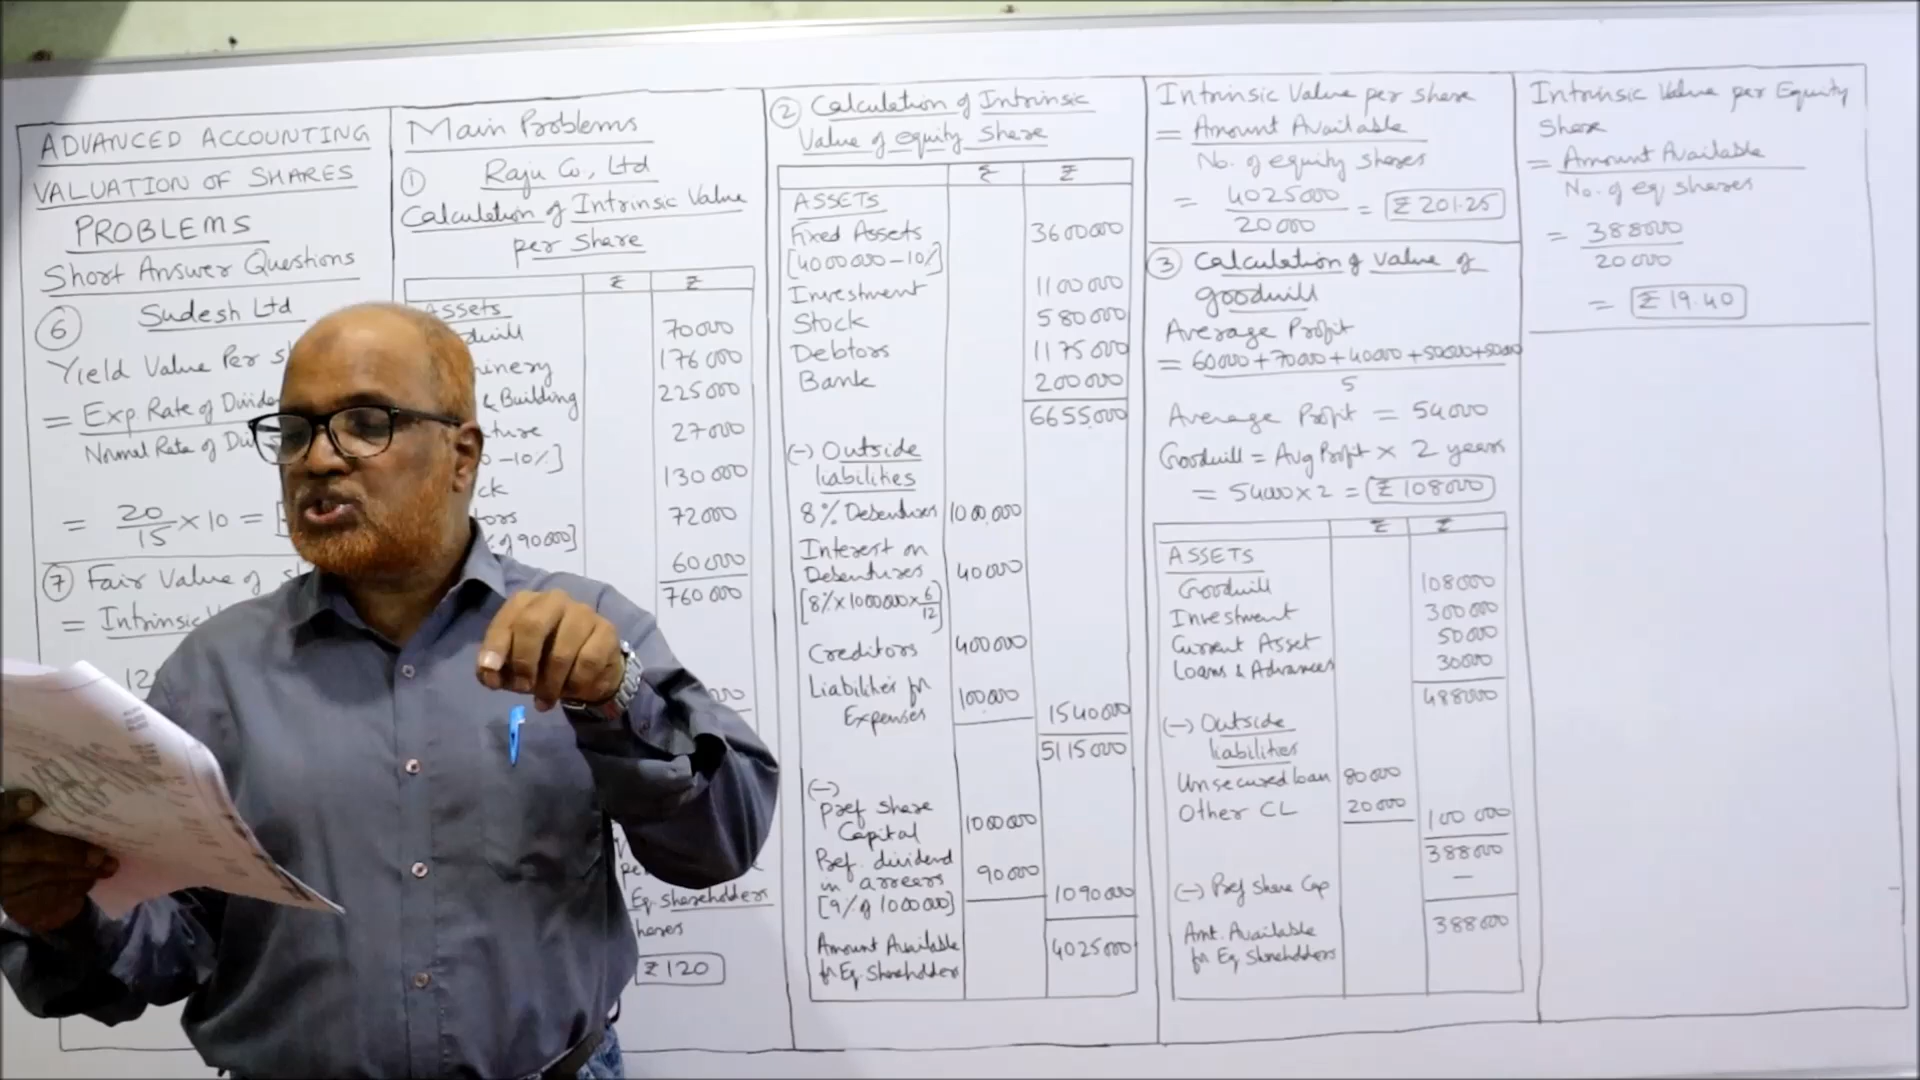 ADVANCED ACCOUNTING
VALUATION OF SHARES
PROBLEMS
Short Answer Questions
6 Sudesh Ltd
Yield Value Per
= Exp. Rate of Divide
Normal Rate of
= 20
15 × 10 =
7 Fair Value of
= Intrinsic
Main Problems
1 Raju Co, Ltd
Calculation of Intrinsic Value
per Share
₹ ₹
Assets
70000
176000
& Building 225000
27000
-10%]
130000
72000
of 90000]
60000
760000
Eq. Shareholders
₹120
2 Calculation of Intrinsic
Value of equity Share
₹ ₹
ASSETS
Fixed Assets 3600000
[4000000-10%]
Investment 1100000
Stock 580000
Debtors 1175000
Bank 200000
6655000
(-) Outside
liabilities
8% Debentures 1000000
Interest on
Debentures 40000
[8%×1000000×6/12]
Creditors 400000
Liabilities for 100000
Expenses 1540000
5115000
(-)
Pref Share
Capital 1000000
Pref. dividend
in arrears 90000
[9% of 1000000] 1090000
Amount Available 4025000
for Eq. Shareholders
Intrinsic Value per share
= Amount Available
No. of equity shares
= 4025000
20000 = ₹201.25
3 Calculation of value of
goodwill
Average Profit
= 60000+70000+40000+50000+50000
5
Average Profit = 54000
Goodwill = Avg Profit × 2 years
= 54000×2 = ₹108000
₹ ₹
ASSETS
Goodwill 108000
Investment 300000
Current Asset 50000
Loans & Advances 30000
488000
(-) Outside
liabilities
Unsecured loan 80000
Other CL 20000 100 000
388000
(-) Pref Share Cap —
Amt. Available 388000
for Eq Shareholders
Intrinsic Value per Equity
Share
= Amount Available
No. of eq shares
= 388000
20000
= ₹19.40